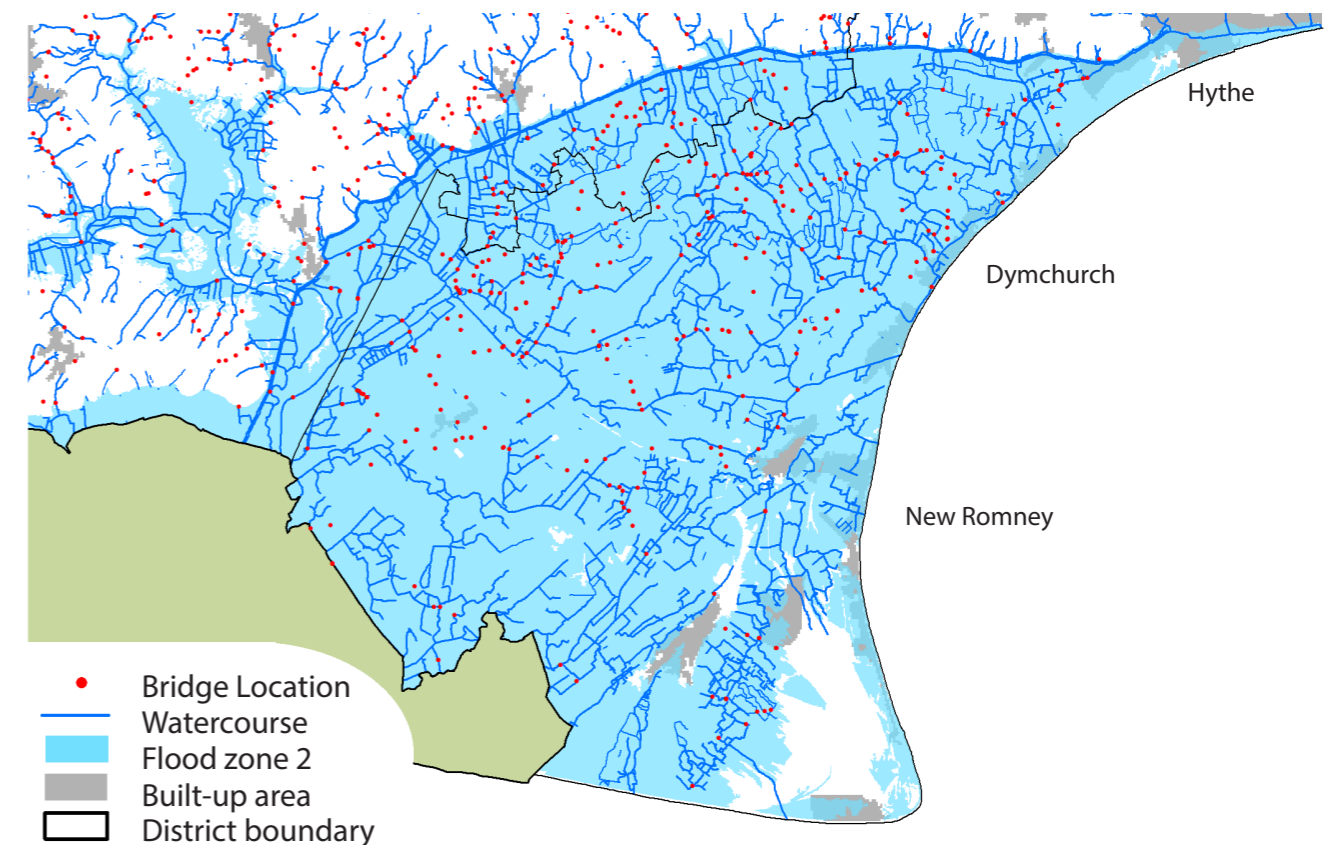 Hythe
Dymchurch
New Romney
Bridge Location
Watercourse
Flood zone 2
Built-up area
District boundary